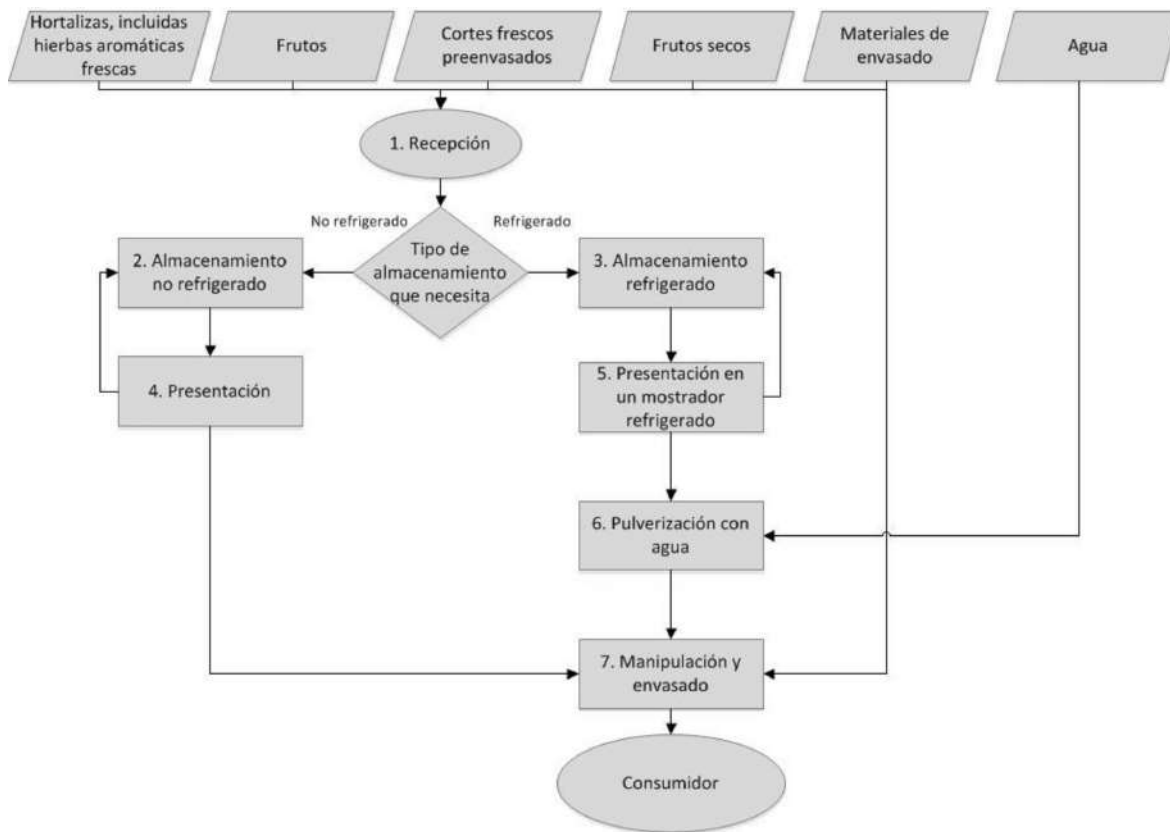 Hortalizas, incluidas
hierbas aromáticas
frescas
Frutos
Cortes frescos
preenvasados
Frutos secos
Materiales de
envasado
Agua
1. Recepción
No refrigerado
Refrigerado
Tipo de
almacenamiento
que necesita
2. Almacenamiento
no refrigerado
3. Almacenamiento
refrigerado
4. Presentación
5. Presentación en
un mostrador
refrigerado
6. Pulverización con
agua
7. Manipulación y
envasado
Consumidor